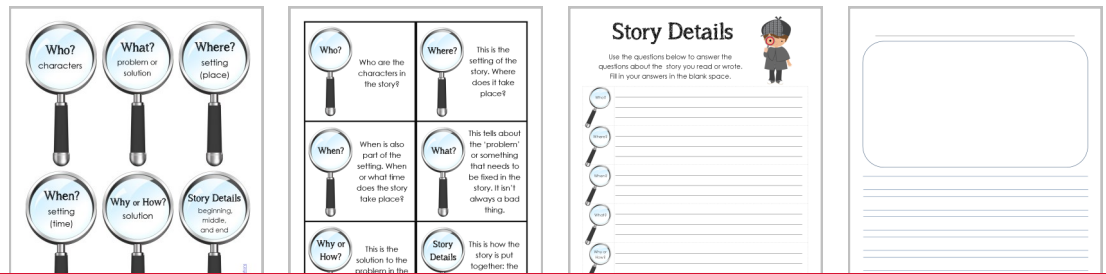 Who?
characters
What?
problem or
solution
Where?
setting
(place)
When?
setting
(time)
Why or How?
solution
Story Details
beginning,
middle,
and end
Who?
Who are the
characters in
the story?
Where?
This is the
setting of the
story. Where
does it take
place?
When?
When is also
part of the
setting. When
or what time
does the story
take place?
What?
This tells about
the 'problem'
or something
that needs to
be fixed in the
story. It isn't
always a bad
thing.
Why or
How?
This is the
solution to the
problem in the
Story
Details
This is how the
story is put
together: the
Story Details
Use the questions below to answer the
questions about the story you read or wrote.
Fill in your answers in the blank space.
Where?
When?
What?
Why or
How?